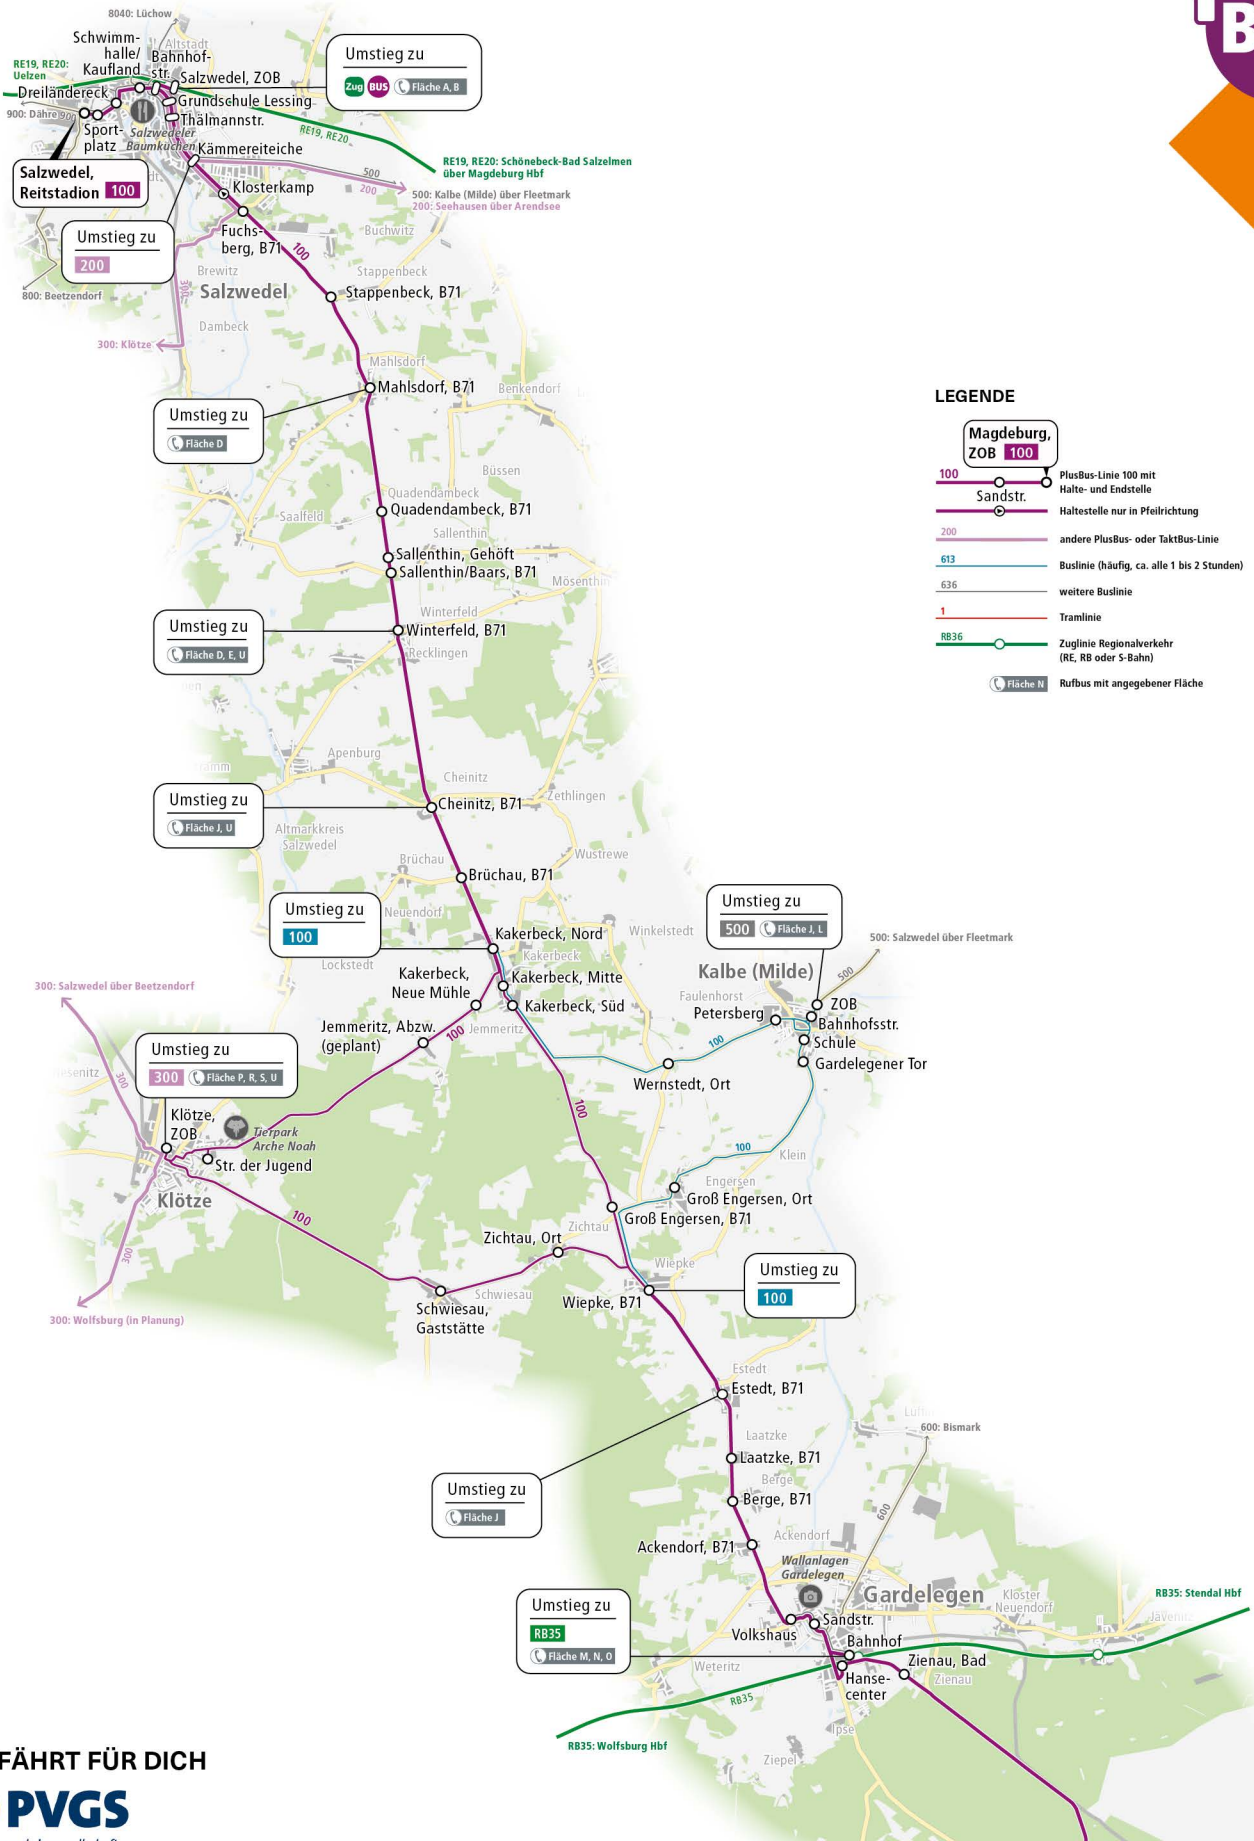 8040: Lüchow
Altstadt
Schwimm-
halle/
Kaufland
Bahnhof-
str.
RE19, RE20:
Uelzen
Salzwedel, ZOB
Dreiländereck
Grundschule Lessing
900: Dähre
900
Thälmannstr.
Sport-
platz
Salzwedeler
Baumkuchen
Umstieg zu
Zug BUS Fläche A, B
RE19, RE20
RE19, RE20: Schönebeck-Bad Salzelmen
über Magdeburg Hbf
Kämmereiteiche
Salzwedel,
Reitstadion 100
500
200
500: Kalbe (Milde) über Fleetmark
200: Seehausen über Arendsee
Klosterkamp
Umstieg zu
200
Fuchs-
berg, B71
100
Buchwitz
Brewitz
Stappenbeck
300
800: Beetzendorf
Salzwedel
Stappenbeck, B71
Dambeck
300: Klötze
Mahlsdorf
Mahlsdorf, B71
Benkendorf
Umstieg zu
Fläche D
LEGENDE
Magdeburg,
ZOB 100
100
Sandstr.
PlusBus-Linie 100 mit
Halte- und Endstelle
Haltestelle nur in Pfeilrichtung
200
andere PlusBus- oder TaktBus-Linie
613
Buslinie (häufig, ca. alle 1 bis 2 Stunden)
636
weitere Buslinie
1
Tramlinie
RB36
Zuglinie Regionalverkehr
(RE, RB oder S-Bahn)
Fläche N
Rufbus mit angegebener Fläche
Büssen
Quadendambeck
Quadendambeck, B71
Saalfeld
Sallenthin
Sallenthin, Gehöft
Sallenthin/Baars, B71
Mösenthin
Winterfeld
Umstieg zu
Fläche D, E, U
Winterfeld, B71
Recklingen
Apenburg
Cheinitz
Umstieg zu
Fläche J, U
Cheinitz, B71
Zethlingen
Altmarkkreis
Salzwedel
Brüchau
Wustrewe
Brüchau, B71
Umstieg zu
100
Neuendorf
Umstieg zu
500 Fläche J, L
Kakerbeck, Nord
Winkelstedt
500: Salzwedel über Fleetmark
Kakerbeck
Lockstedt
500
Kakerbeck,
Neue Mühle
Kakerbeck, Mitte
Kalbe (Milde)
300: Salzwedel über Beetzendorf
Faulenhorst
Kakerbeck, Süd
Petersberg
ZOB
Bahnhofsstr.
Jemmeritz, Abzw.
(geplant)
100
Jemmeritz
100
Schule
Gardelegener Tor
Umstieg zu
300 Fläche P, R, S, U
300
Wernstedt, Ort
Klötze,
ZOB
100
Tierpark
Arche Noah
Str. der Jugend
100
Klein
Klötze
Engersen
Groß Engersen, Ort
100
Groß Engersen, B71
Zichtau
Zichtau, Ort
300
Wiepke
Umstieg zu
100
Schwiesau
Wiepke, B71
Schwiesau,
Gaststätte
300: Wolfsburg (in Planung)
Estedt
Estedt, B71
600: Bismark
Laatzke
Laatzke, B71
Umstieg zu
Fläche J
Berge
Berge, B71
600
Ackendorf
Ackendorf, B71
Wallanlagen
Gardelegen
Gardelegen
Kloster
Neuendorf
RB35: Stendal Hbf
Jävenitz
Umstieg zu
RB35
Fläche M, N, O
Volkshaus
Sandstr.
Bahnhof
Zienau, Bad
Weteritz
Zienau
Hanse-
center
RB35
Ipse
RB35: Wolfsburg Hbf
Ziepel
FÄHRT FÜR DICH
PVGS